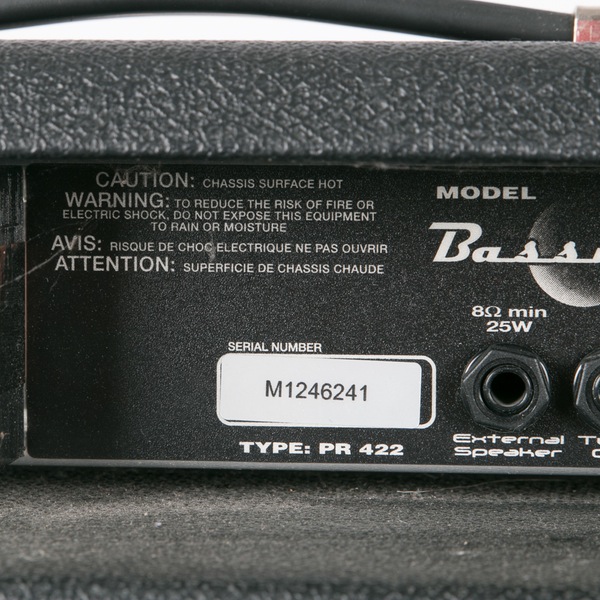 CAUTION: CHASSIS SURFACE HOT
WARNING: TO REDUCE THE RISK OF FIRE OR
ELECTRIC SHOCK, DO NOT EXPOSE THIS EQUIPMENT
TO RAIN OR MOISTURE
AVIS: RISQUE DE CHOC ELECTRIQUE NE PAS OUVRIR
ATTENTION: SUPERFICIE DE CHASSIS CHAUDE
MODEL
8Ω min
25W
SERIAL NUMBER
M1246241
TYPE: PR 422
External
Speaker